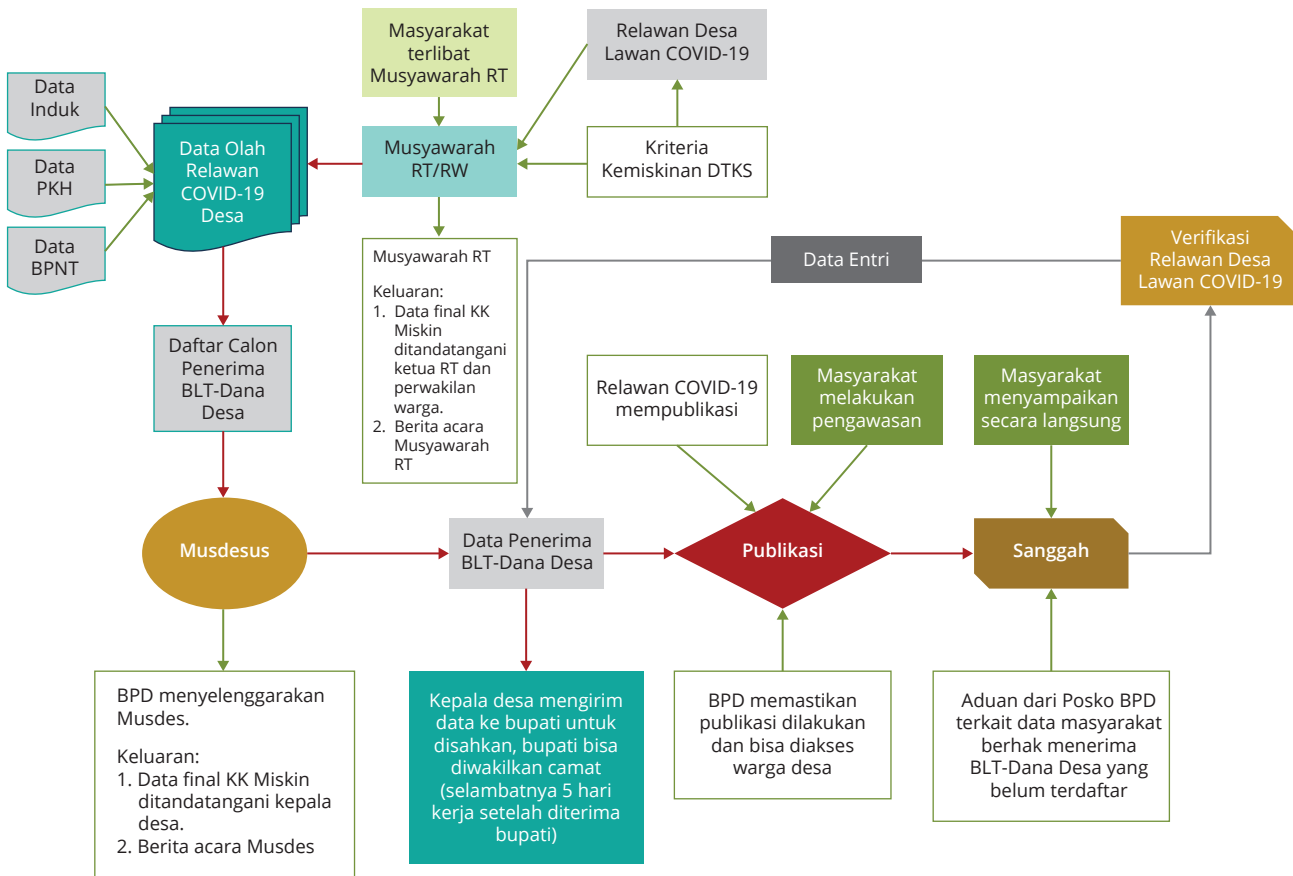 Masyarakat
terlibat
Musyawarah RT
Relawan Desa
Lawan COVID-19
Data
Induk
Data
PKH
Data
BPNT
Data Olah
Relawan
COVID-19
Desa
Musyawarah
RT/RW
Kriteria
Kemiskinan DTKS
Musyawarah RT
Keluaran:
1. Data final KK
Miskin
ditandatangani
ketua RT dan
perwakilan
warga.
2. Berita acara
Musyawarah
RT
Data Entri
Verifikasi
Relawan Desa
Lawan COVID-19
Daftar Calon
Penerima
BLT-Dana
Desa
Relawan COVID-19
mempublikasi
Masyarakat
melakukan
pengawasan
Masyarakat
menyampaikan
secara langsung
Musdesus
Data Penerima
BLT-Dana Desa
Publikasi
Sanggah
BPD menyelenggarakan
Musdes.
Keluaran:
1. Data final KK Miskin
ditandatangani kepala
desa.
2. Berita acara Musdes
Kepala desa mengirim
data ke bupati untuk
disahkan, bupati bisa
diwakilkan camat
(selambatnya 5 hari
kerja setelah diterima
bupati)
BPD memastikan
publikasi dilakukan
dan bisa diakses
warga desa
Aduan dari Posko BPD
terkait data masyarakat
berhak menerima
BLT-Dana Desa yang
belum terdaftar